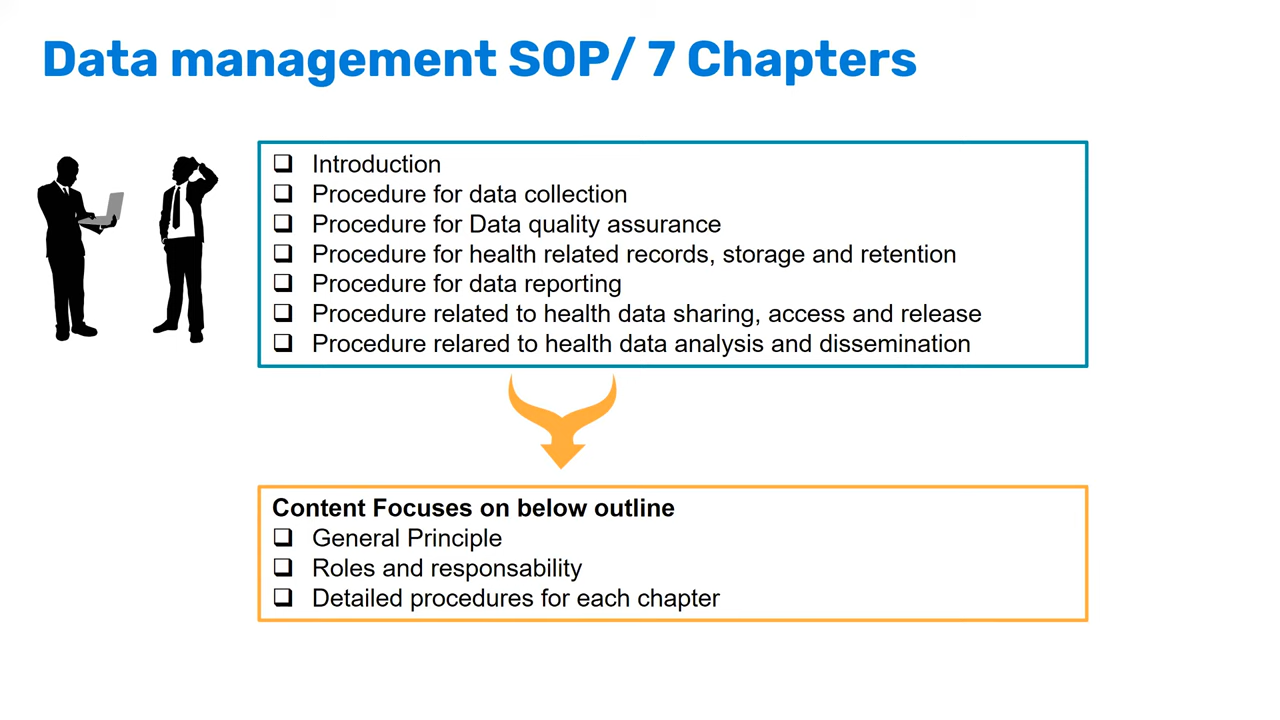 Data management SOP/ 7 Chapters
❑ Introduction
❑ Procedure for data collection
❑ Procedure for Data quality assurance
❑ Procedure for health related records, storage and retention
❑ Procedure for data reporting
❑ Procedure related to health data sharing, access and release
❑ Procedure relared to health data analysis and dissemination
Content Focuses on below outline
❑ General Principle
❑ Roles and responsability
❑ Detailed procedures for each chapter